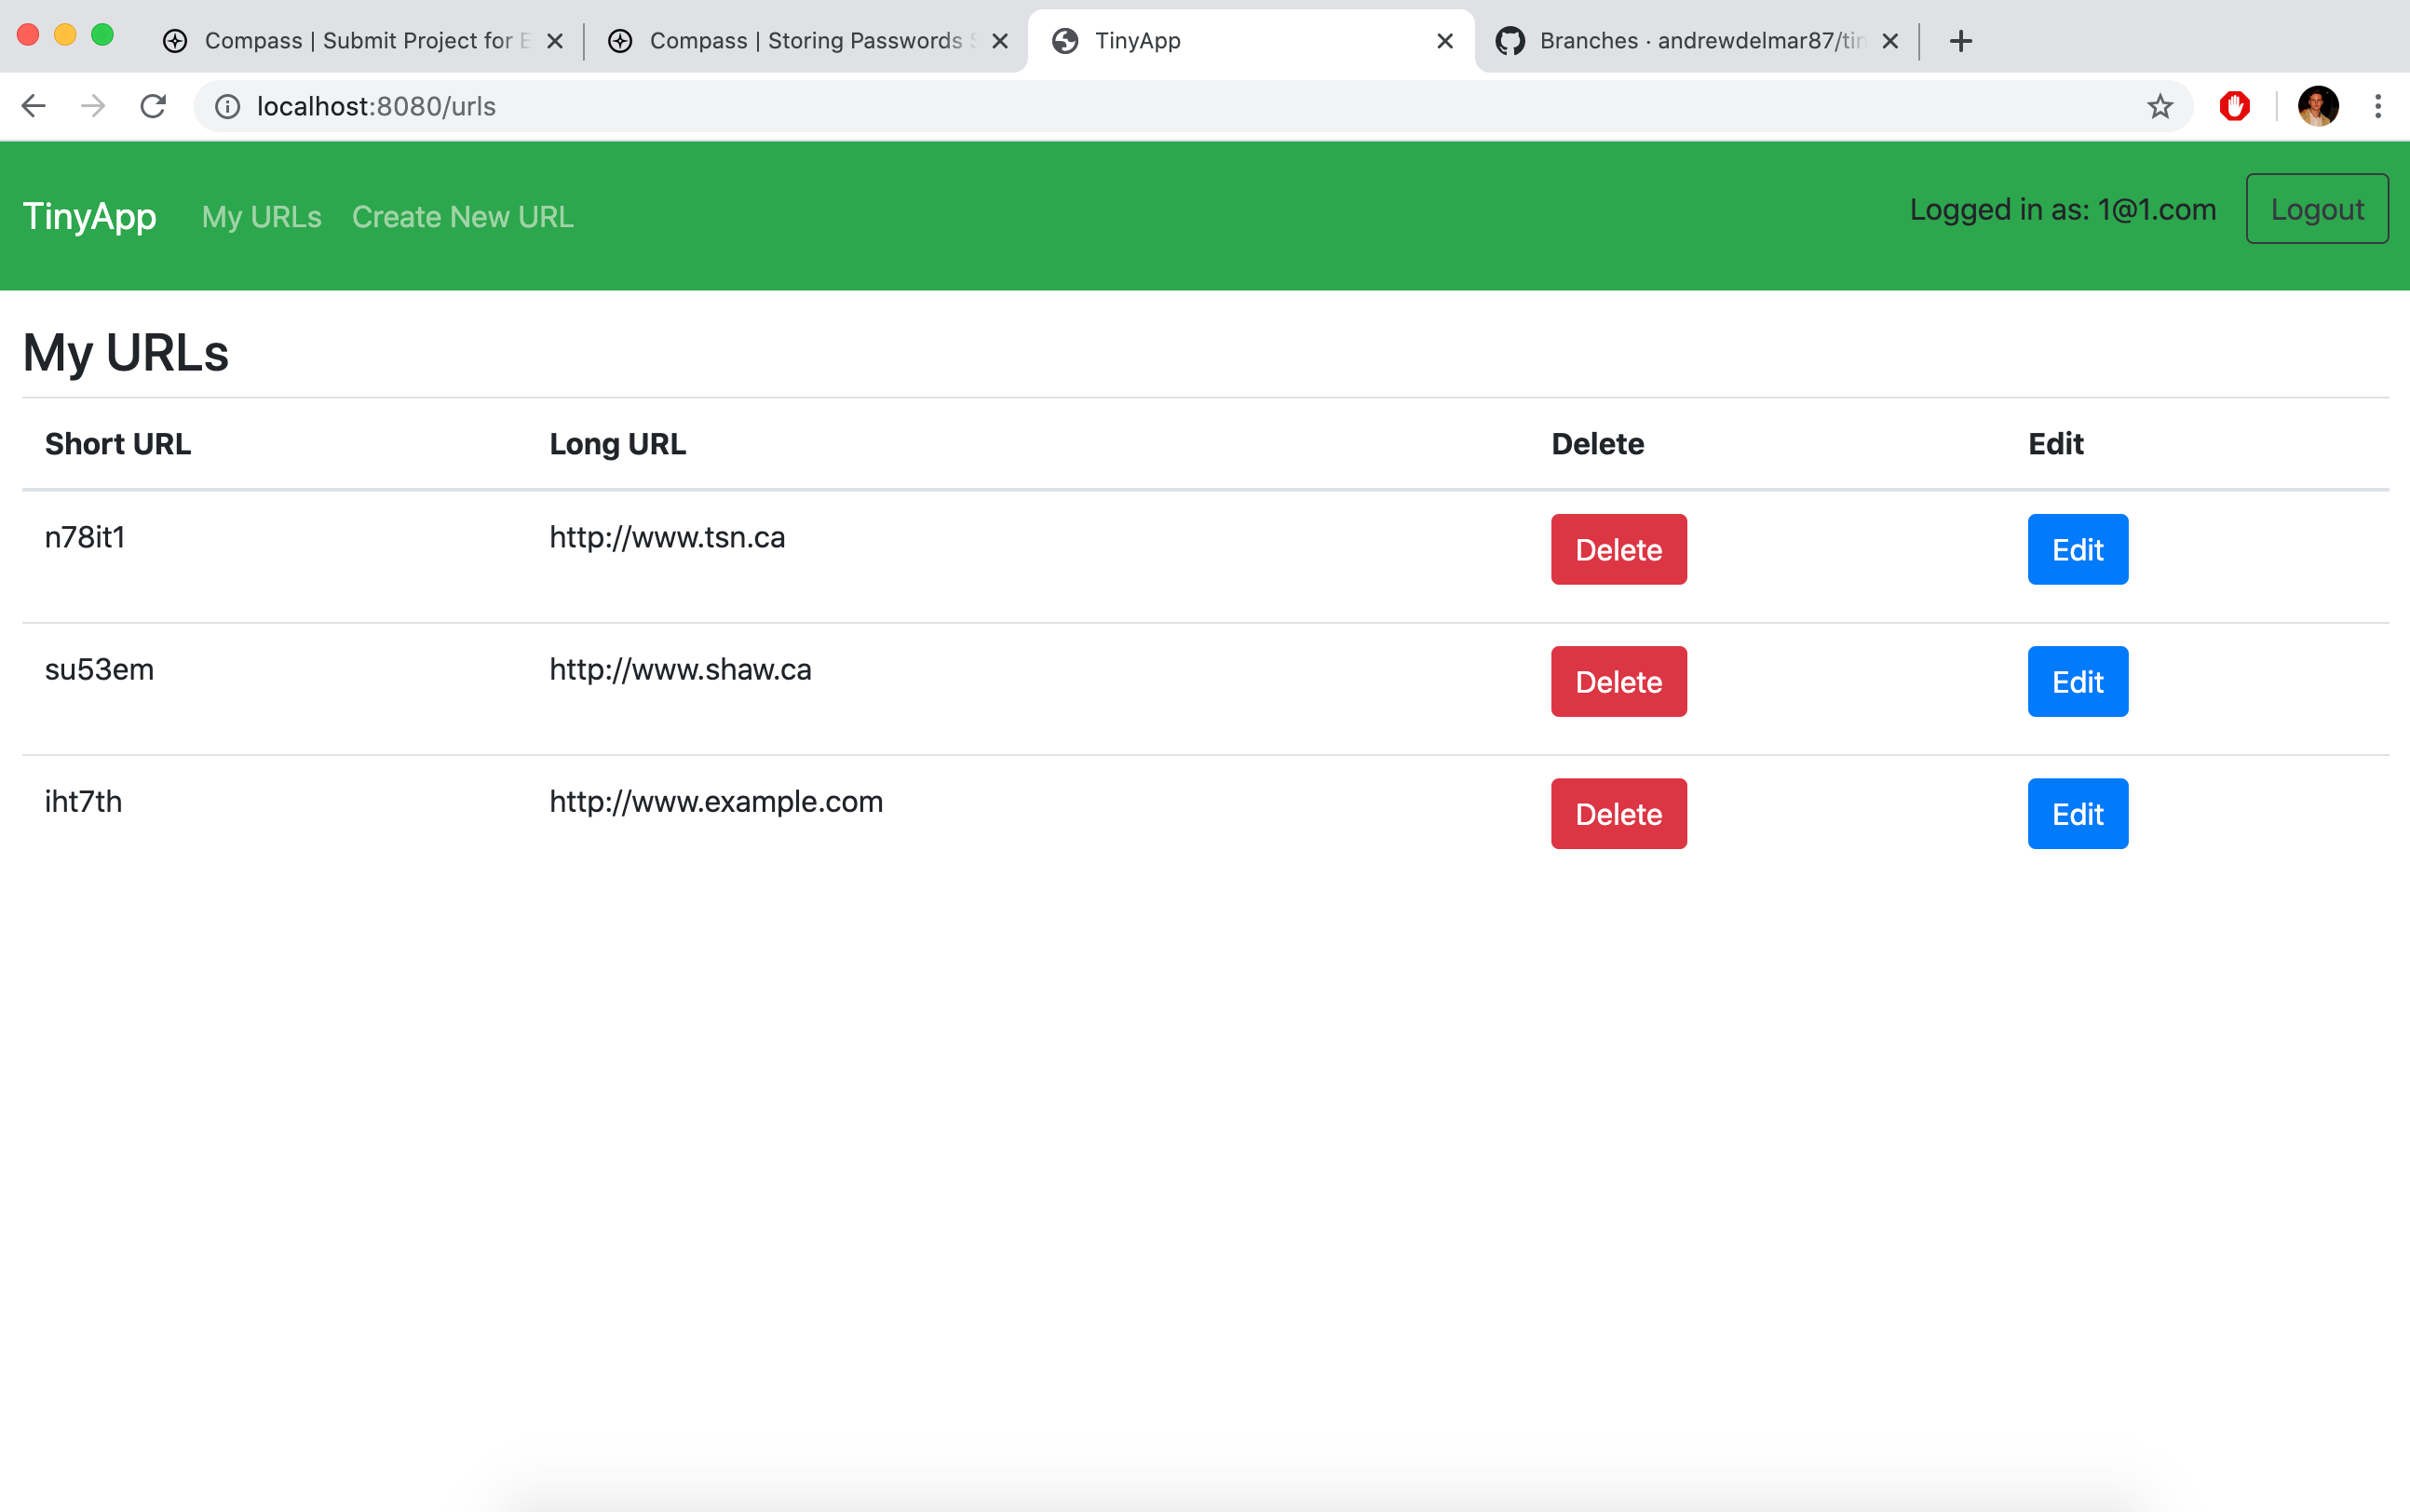 Compass | Submit Project for
Compass | Storing Passwords
TinyApp
Branches · andrewdelmar87/tin
localhost:8080/urls
TinyApp My URLs Create New URL Logged in as: 1@1.com Logout
My URLs
Short URL Long URL Delete Edit
n78it1 http://www.tsn.ca Delete Edit
su53em http://www.shaw.ca Delete Edit
iht7th http://www.example.com Delete Edit